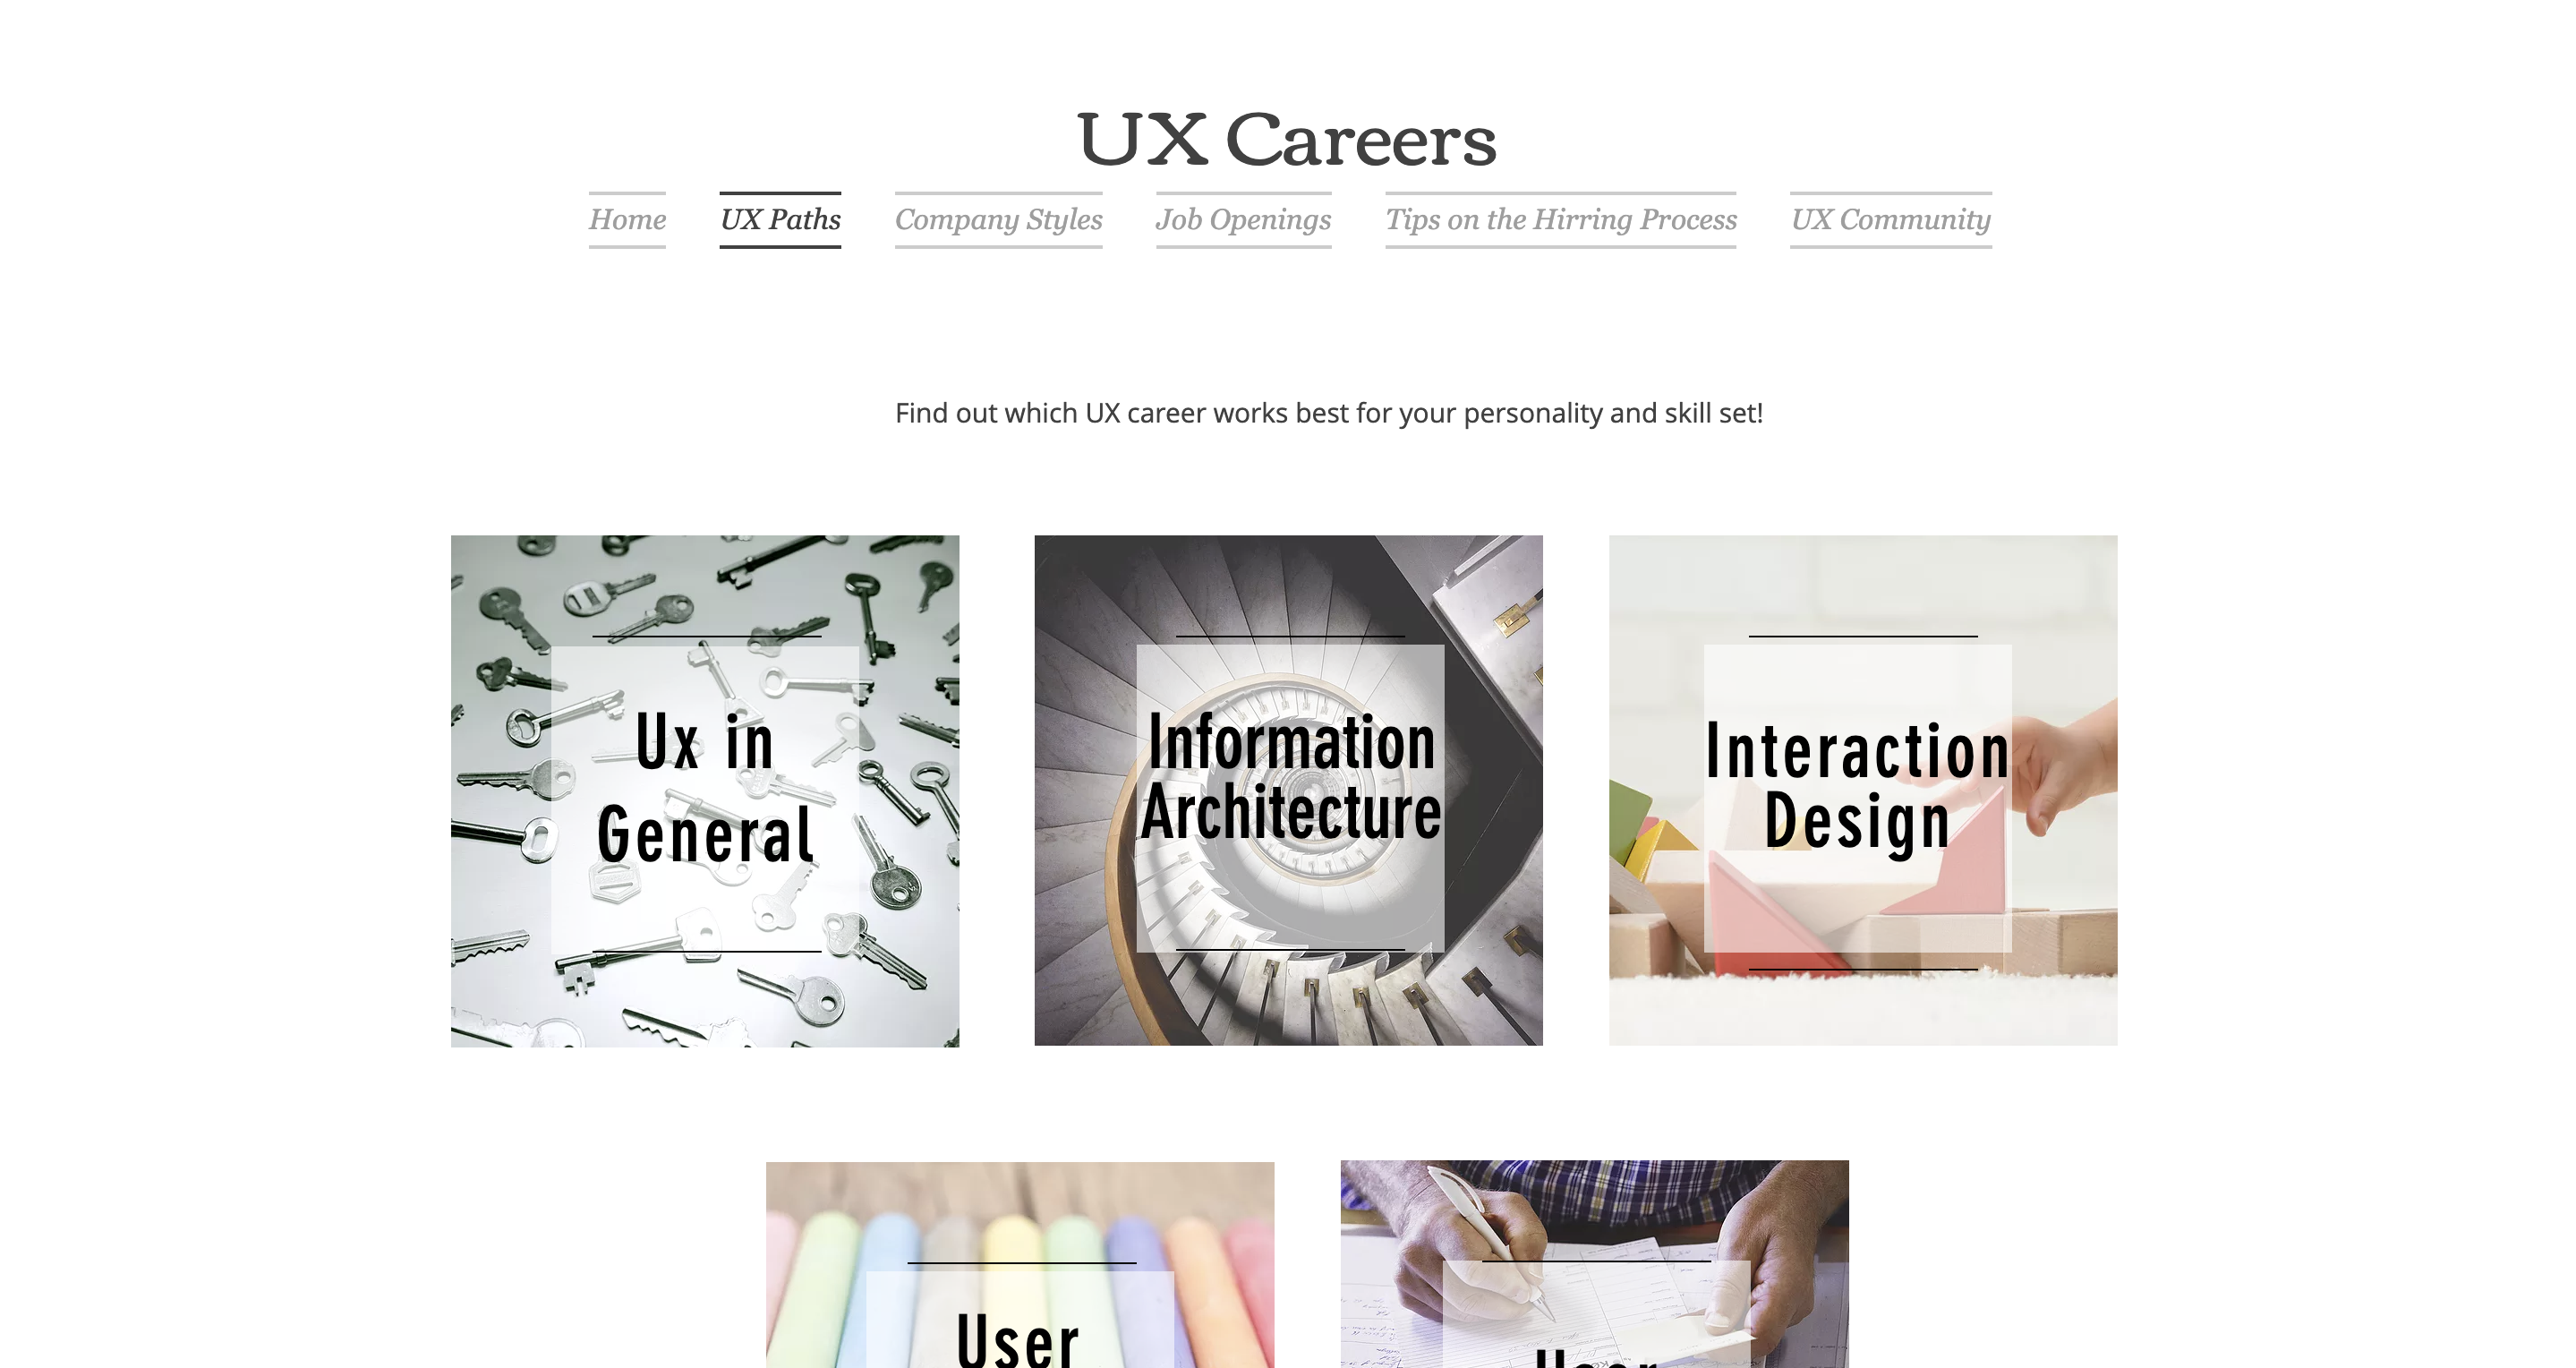 UX Careers
Home
UX Paths
Company Styles
Job Openings
Tips on the Hirring Process
UX Community
Find out which UX career works best for your personality and skill set!
Ux in
General
Information
Architecture
Interaction
Design
User
User